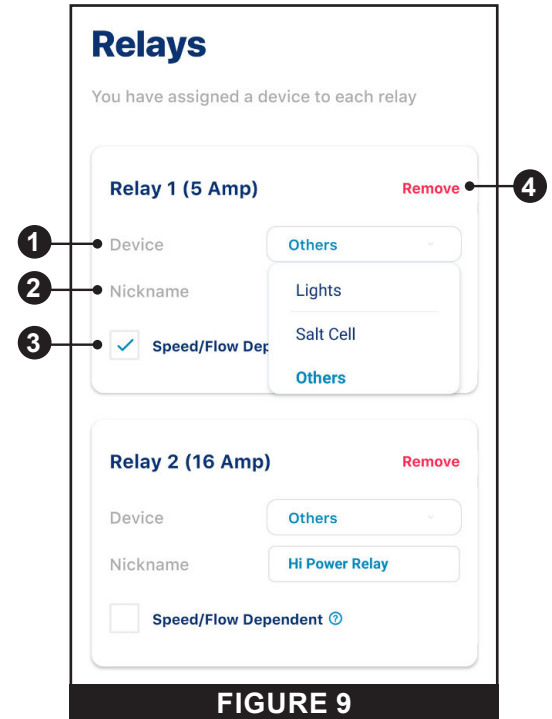 Relays
You have assigned a device to each relay
Relay 1 (5 Amp)
Remove
4
1
Device
Others
2
Nickname
Lights
Salt Cell
3
Speed/Flow Dep
Others
Relay 2 (16 Amp)
Remove
Device
Others
Nickname
Hi Power Relay
Speed/Flow Dependent ?
FIGURE 9